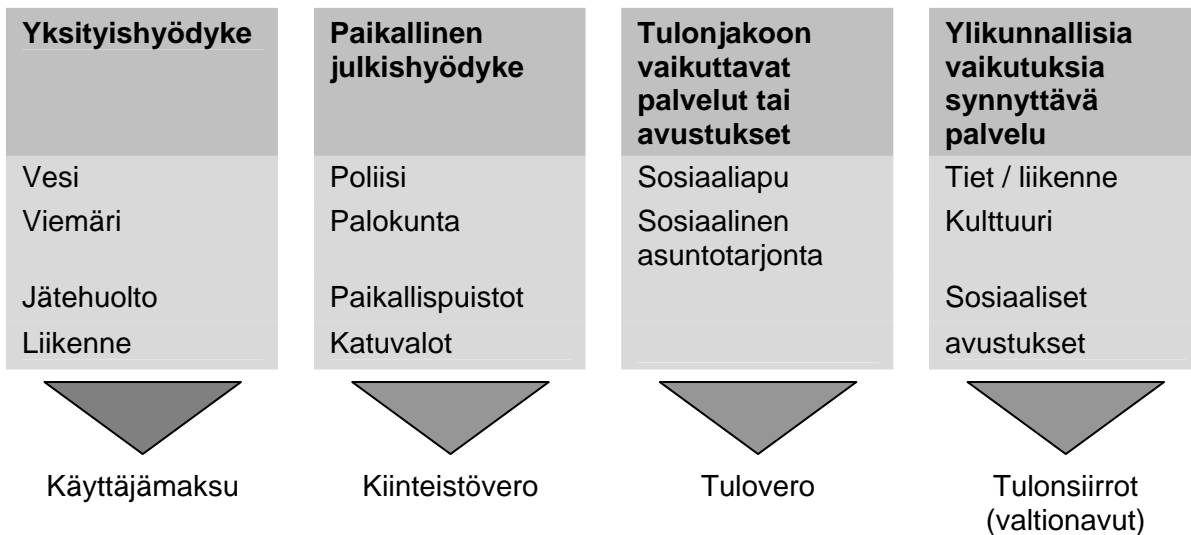 Yksityishyödyke
Vesi
Viemäri
Jätehuolto
Liikenne
Käyttäjämaksu
Paikallinen
julkishyödyke
Poliisi
Palokunta
Paikallispuistot
Katuvalot
Kiinteistövero
Tulonjakoon
vaikuttavat
palvelut tai
avustukset
Sosiaaliapu
Sosiaalinen
asuntotarjonta
Tulovero
Ylikunnallisia
vaikutuksia
synnyttävä
palvelu
Tiet / liikenne
Kulttuuri
Sosiaaliset
avustukset
Tulonsiirrot
(valtionavut)